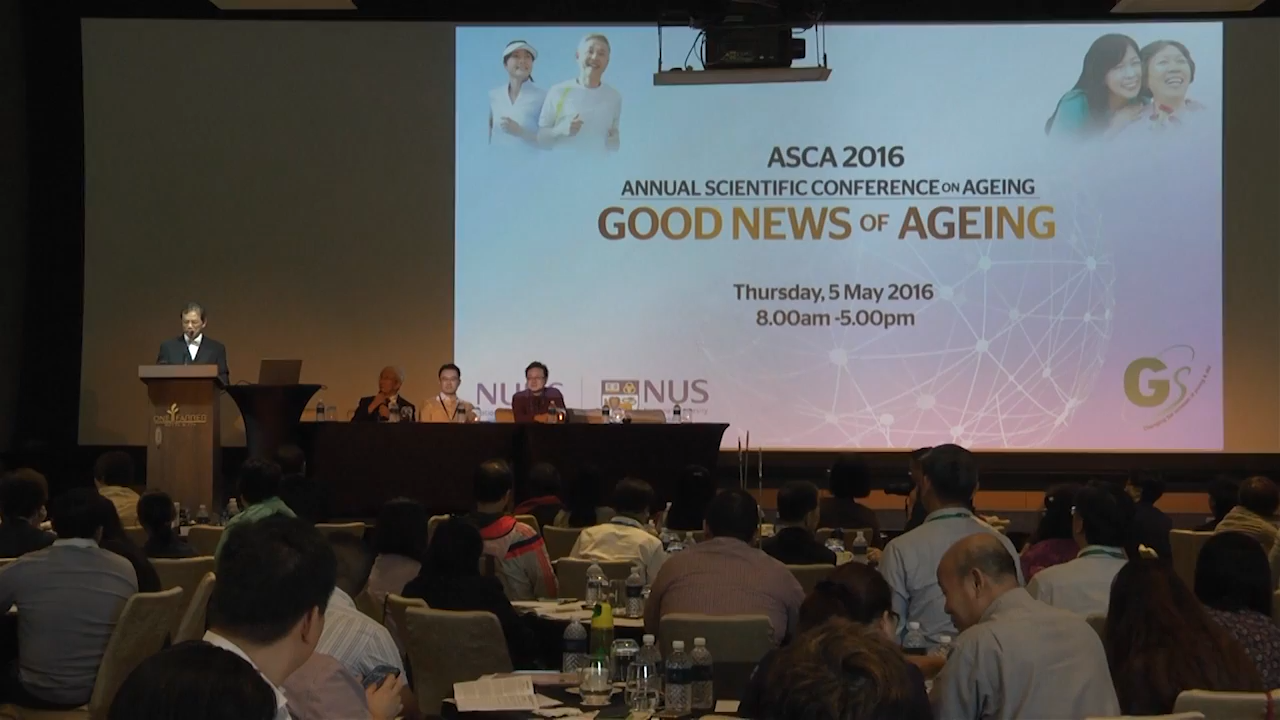 ASCA 2016
ANNUAL SCIENTIFIC CONFERENCE ON AGEING
GOOD NEWS OF AGEING
Thursday, 5 May 2016
8.00am -5.00pm
NUS
GS
ONE FARRER